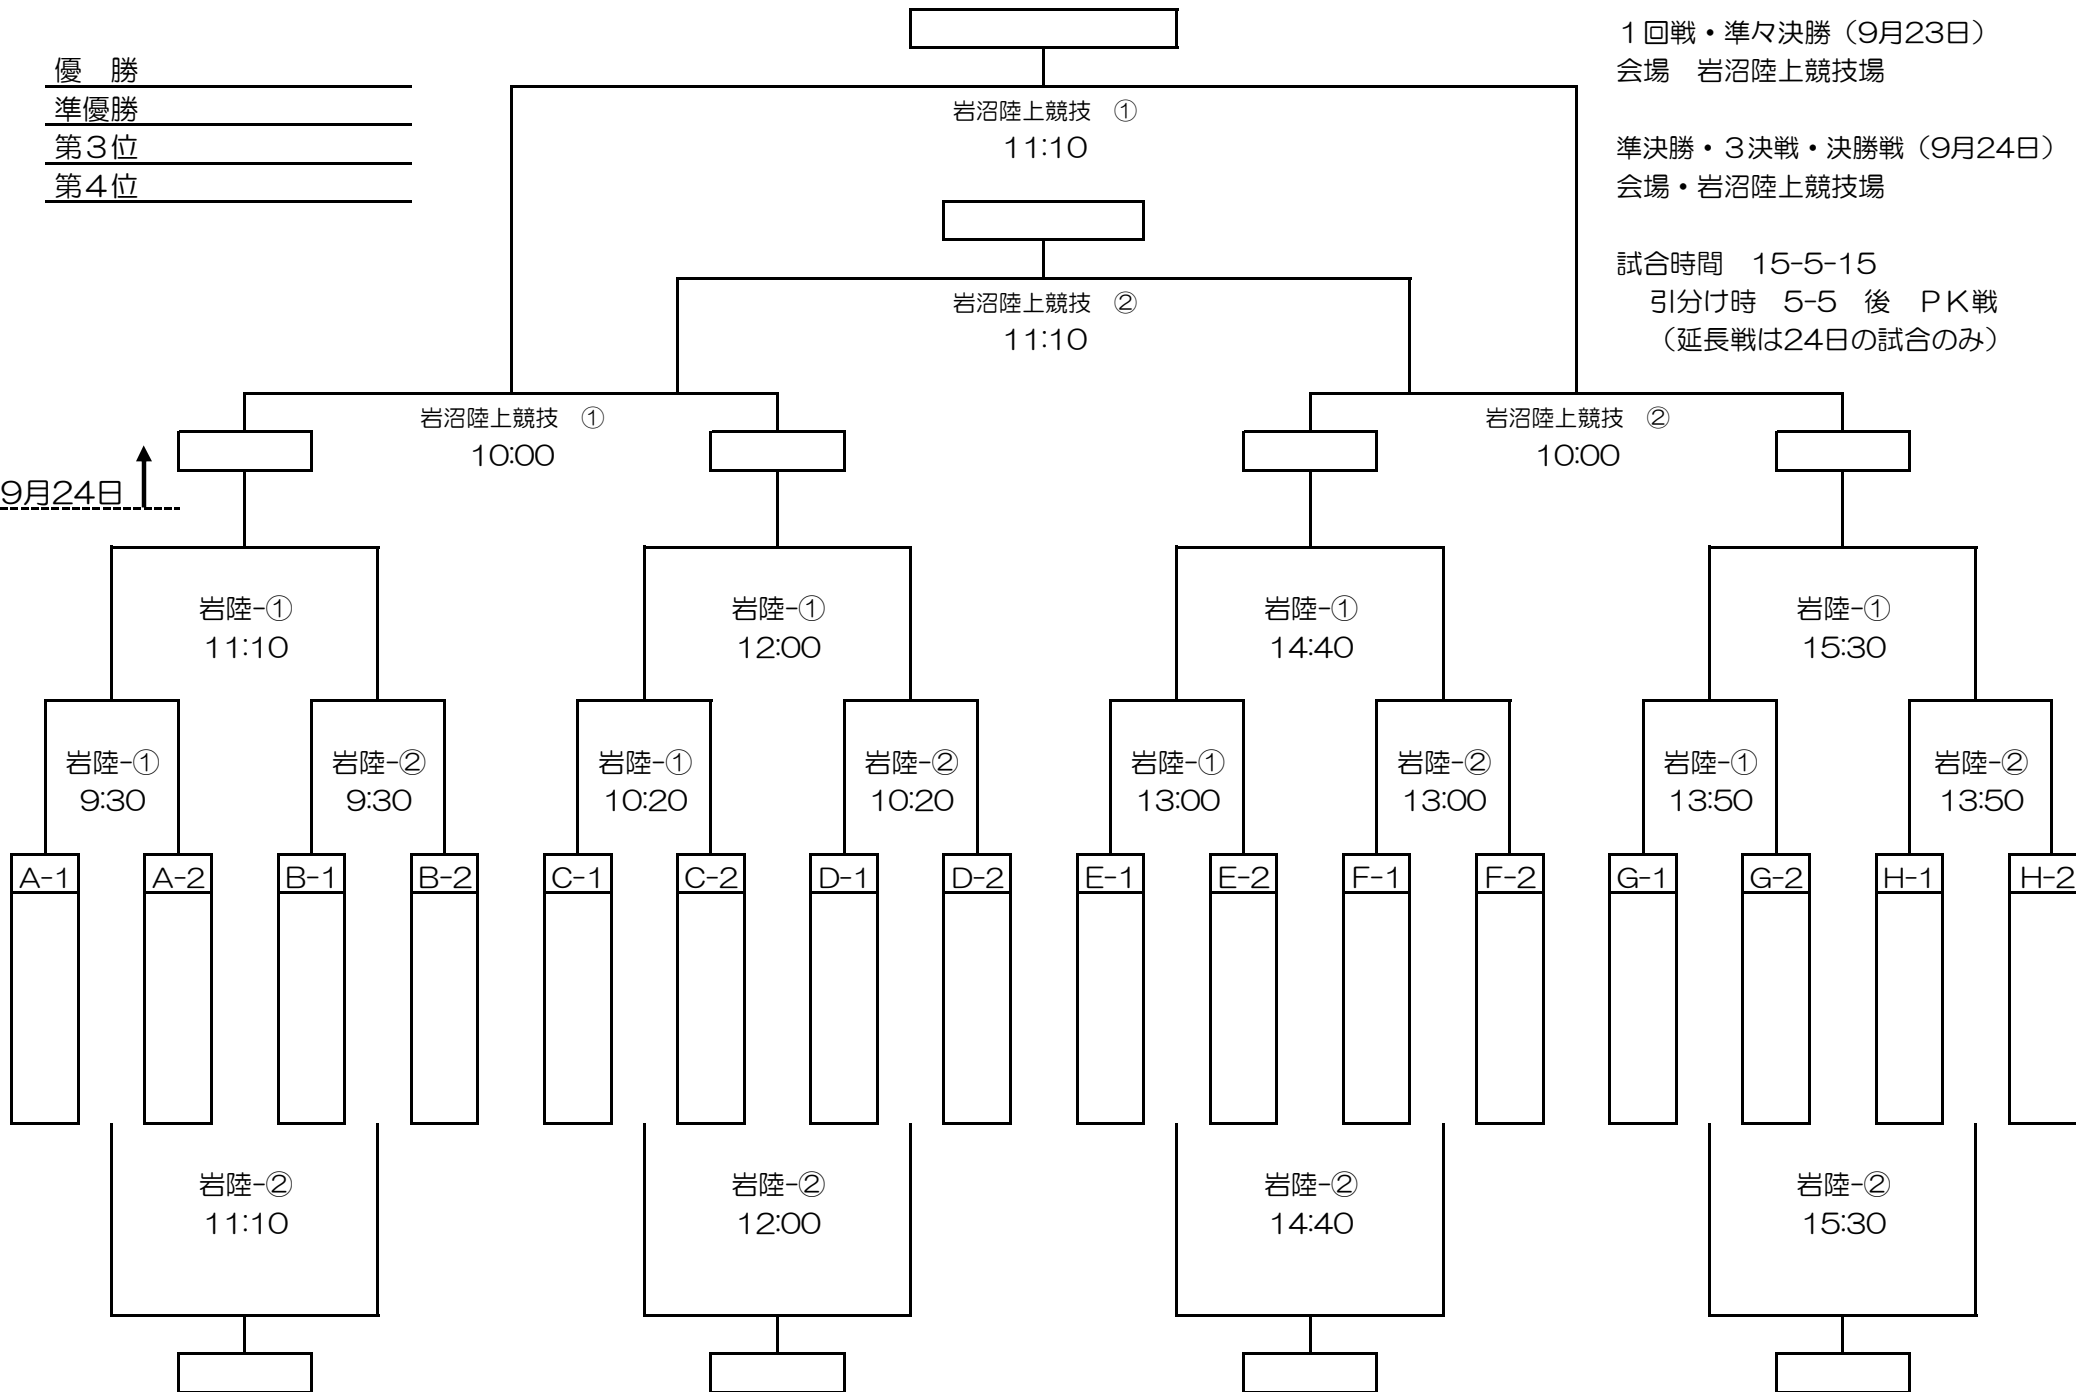 優　勝
準優勝
第３位
第４位
１回戦・準々決勝（9月23日）
会場　岩沼陸上競技場
準決勝・３決戦・決勝戦（9月24日）
会場・岩沼陸上競技場
試合時間　15-5-15
引分け時　5-5　後　ＰＫ戦
（延長戦は24日の試合のみ）
岩沼陸上競技　①
11:10
岩沼陸上競技　②
11:10
岩沼陸上競技　①
10:00
岩沼陸上競技　②
10:00
9月24日
岩陸-①
11:10
岩陸-①
12:00
岩陸-①
14:40
岩陸-①
15:30
岩陸-①
9:30
岩陸-②
9:30
岩陸-①
10:20
岩陸-②
10:20
岩陸-①
13:00
岩陸-②
13:00
岩陸-①
13:50
岩陸-②
13:50
A-1
A-2
B-1
B-2
C-1
C-2
D-1
D-2
E-1
E-2
F-1
F-2
G-1
G-2
H-1
H-2
岩陸-②
11:10
岩陸-②
12:00
岩陸-②
14:40
岩陸-②
15:30